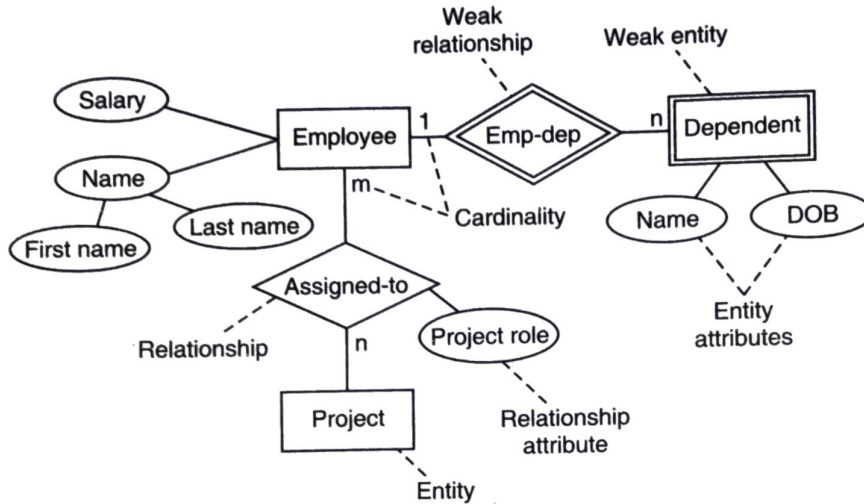 Weak
relationship
Weak entity
Salary
Employee
1
Emp-dep
n
Dependent
Name
m
Cardinality
Name
DOB
First name
Last name
Assigned-to
Entity
attributes
Relationship
n
Project role
Project
Relationship
attribute
Entity